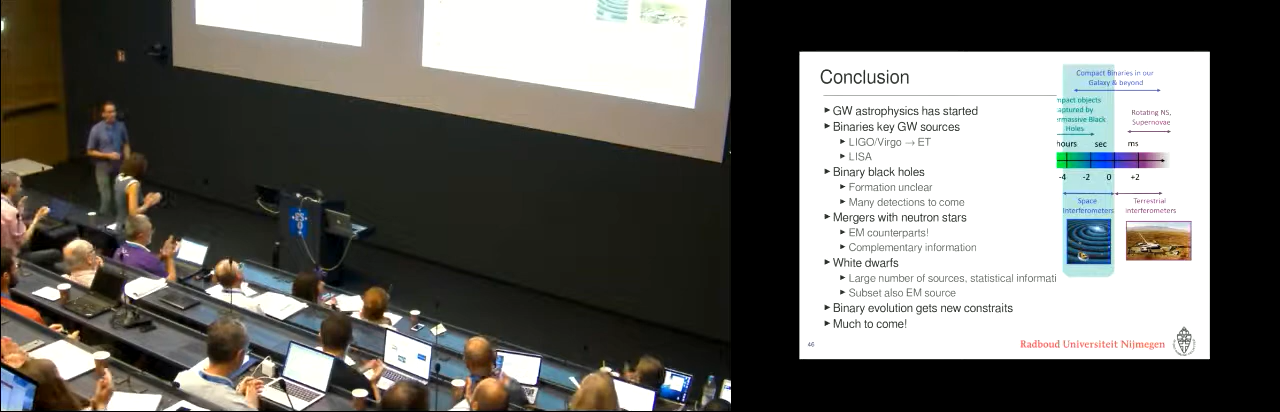 Conclusion
GW astrophysics has started
Binaries key GW sources
LIGO/Virgo → ET
LISA
Binary black holes
Formation unclear
Many detections to come
Mergers with neutron stars
EM counterparts!
Complementary information
White dwarfs
Large number of sources, statistical informati
Subset also EM source
Binary evolution gets new constraits
Much to come!
Compact Binaries in our
Galaxy & beyond
mpact objects
aptured by
ermassive Black
Holes
Rotating NS,
Supernovae
hours sec ms
-4 -2 0 +2
Space
Interferometers
Terrestrial
interferometers
46
Radboud Universiteit Nijmegen